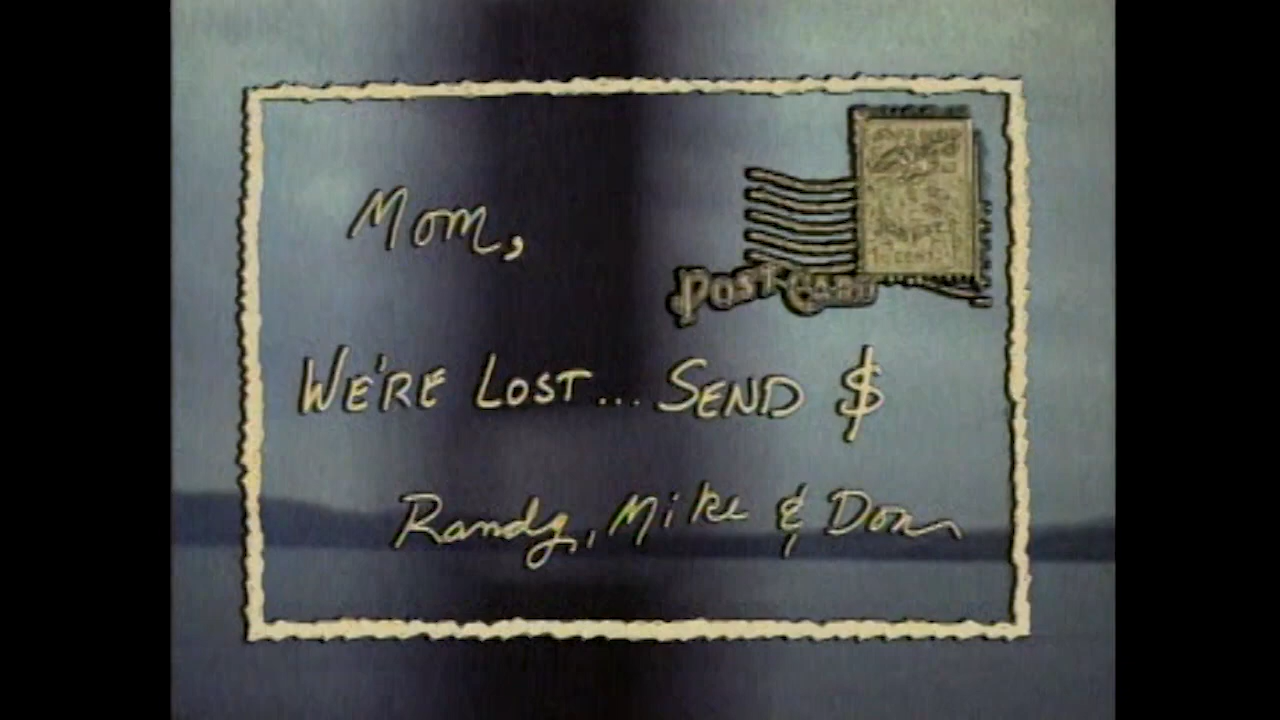 Mom,
POST CARD
WE'RE LOST... SEND $
Randy, Mike & Don